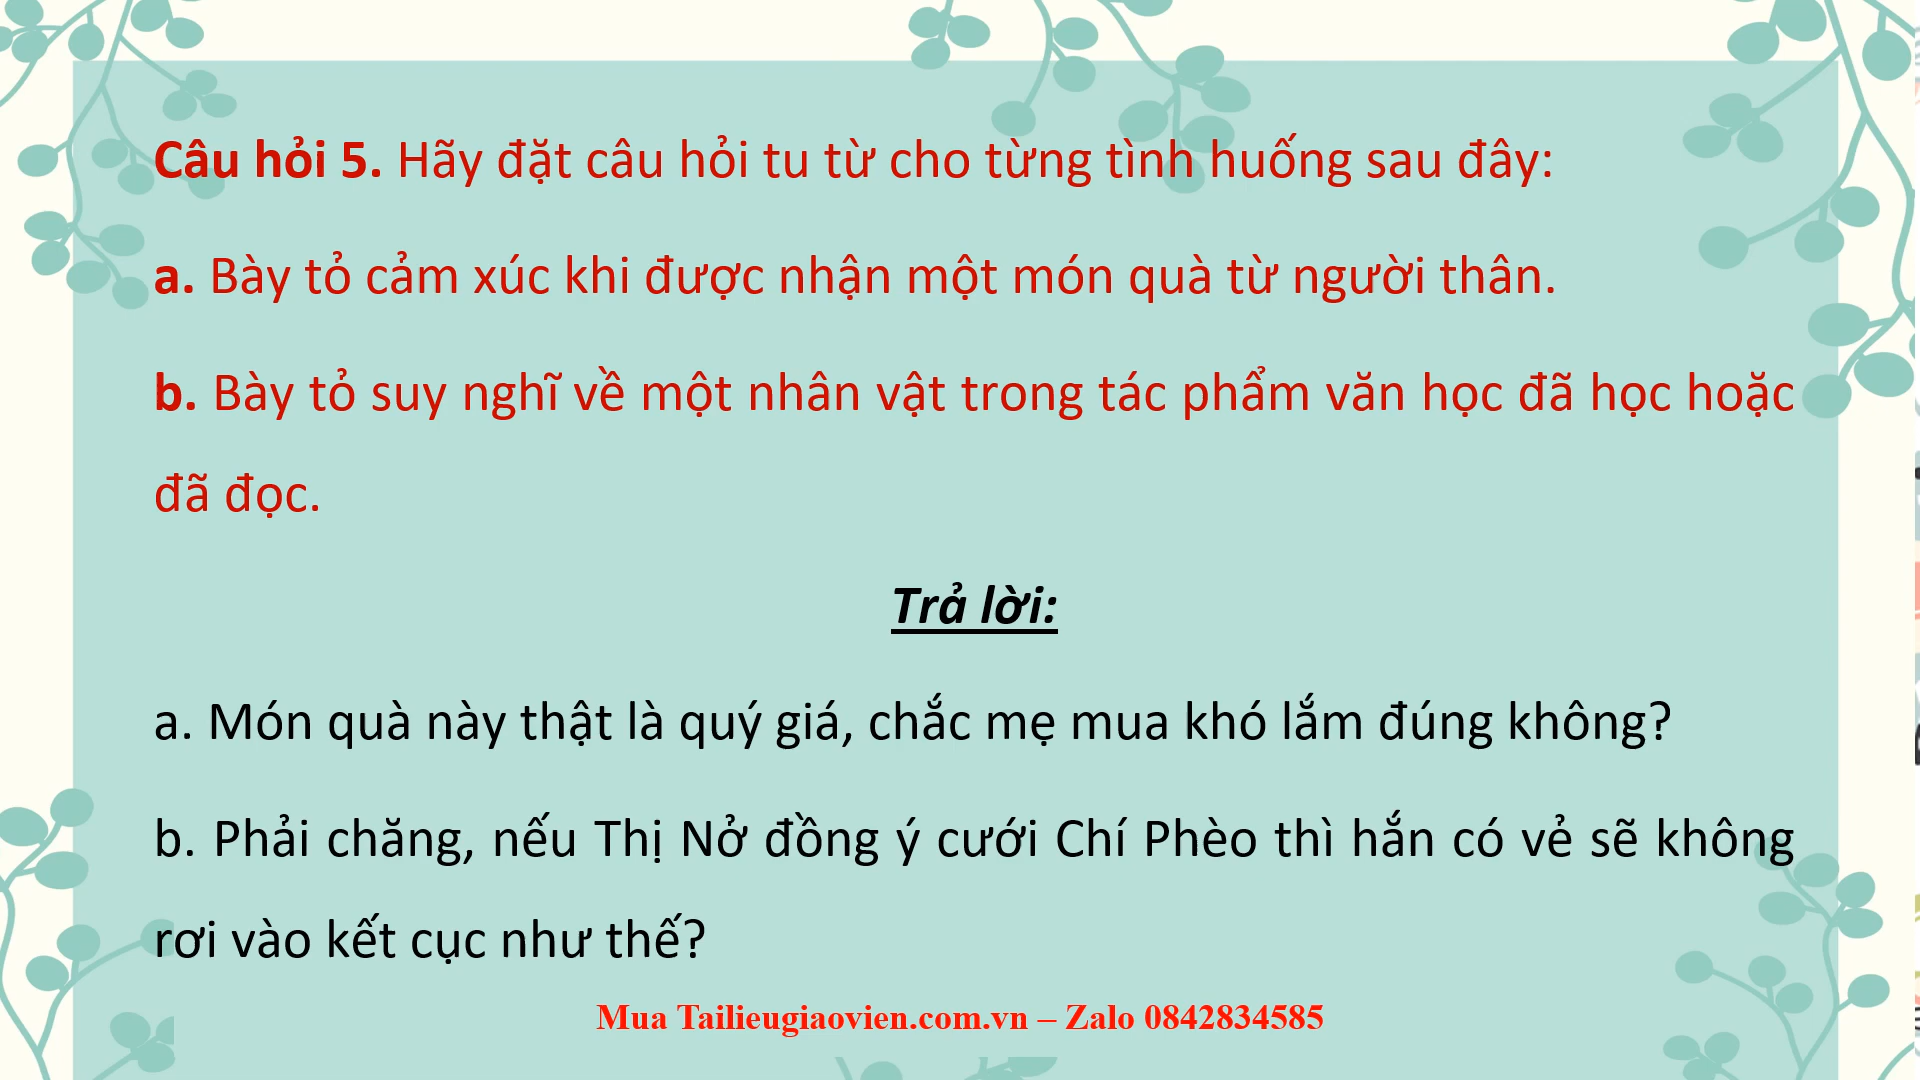 Câu hỏi 5. Hãy đặt câu hỏi tu từ cho từng tình huống sau đây:
a. Bày tỏ cảm xúc khi được nhận một món quà từ người thân.
b. Bày tỏ suy nghĩ về một nhân vật trong tác phẩm văn học đã học hoặc
đã đọc.
Trả lời:
a. Món quà này thật là quý giá, chắc mẹ mua khó lắm đúng không?
b. Phải chăng, nếu Thị Nở đồng ý cưới Chí Phèo thì hắn có vẻ sẽ không
rơi vào kết cục như thế?
Mua Tailieugiaovien.com.vn – Zalo 0842834585